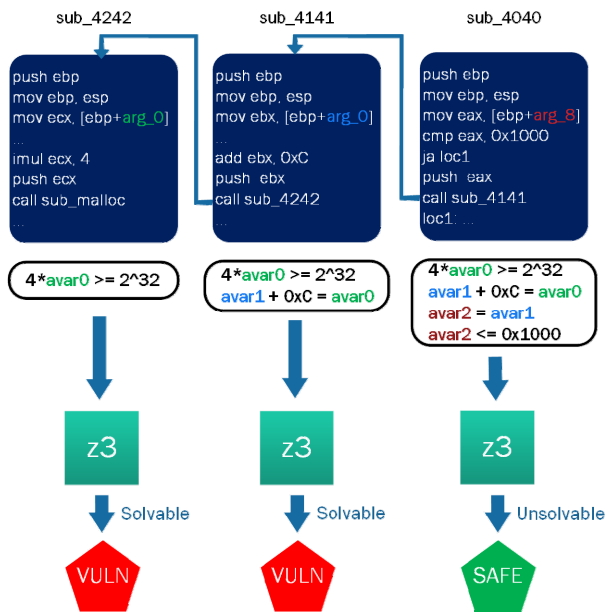 sub_4242
sub_4141
sub_4040
push ebp
mov ebp, esp
mov ecx, [ebp+arg_0]
...
imul ecx, 4
push ecx
call sub_malloc
...
push ebp
mov ebp, esp
mov ebx, [ebp+arg_0]
...
add ebx, 0xC
push ebx
call sub_4242
...
push ebp
mov ebp, esp
mov eax, [ebp+arg_8]
cmp eax, 0x1000
ja loc1
push eax
call sub_4141
loc1: ...
4*avar0 >= 2^32
4*avar0 >= 2^32
avar1 + 0xC = avar0
4*avar0 >= 2^32
avar1 + 0xC = avar0
avar2 = avar1
avar2 <= 0x1000
z3
z3
z3
Solvable
Solvable
Unsolvable
VULN
VULN
SAFE